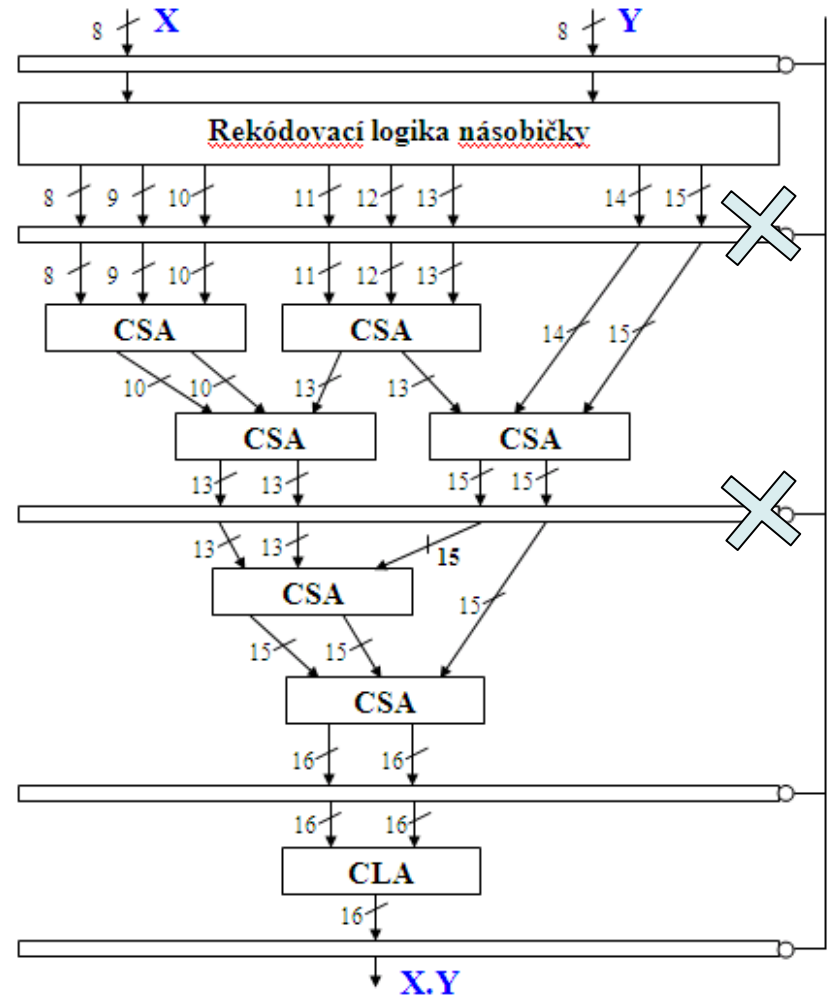 8 X 8 Y
Rekódovací logika násobičky
8 9 10 11 12 13 14 15
8 9 10 11 12 13
CSA CSA 14 15
10 10 13 13
CSA CSA
13 13 15 15
13 13 15
CSA 15
15 15
CSA
16 16
16 16
CLA
16
X.Y